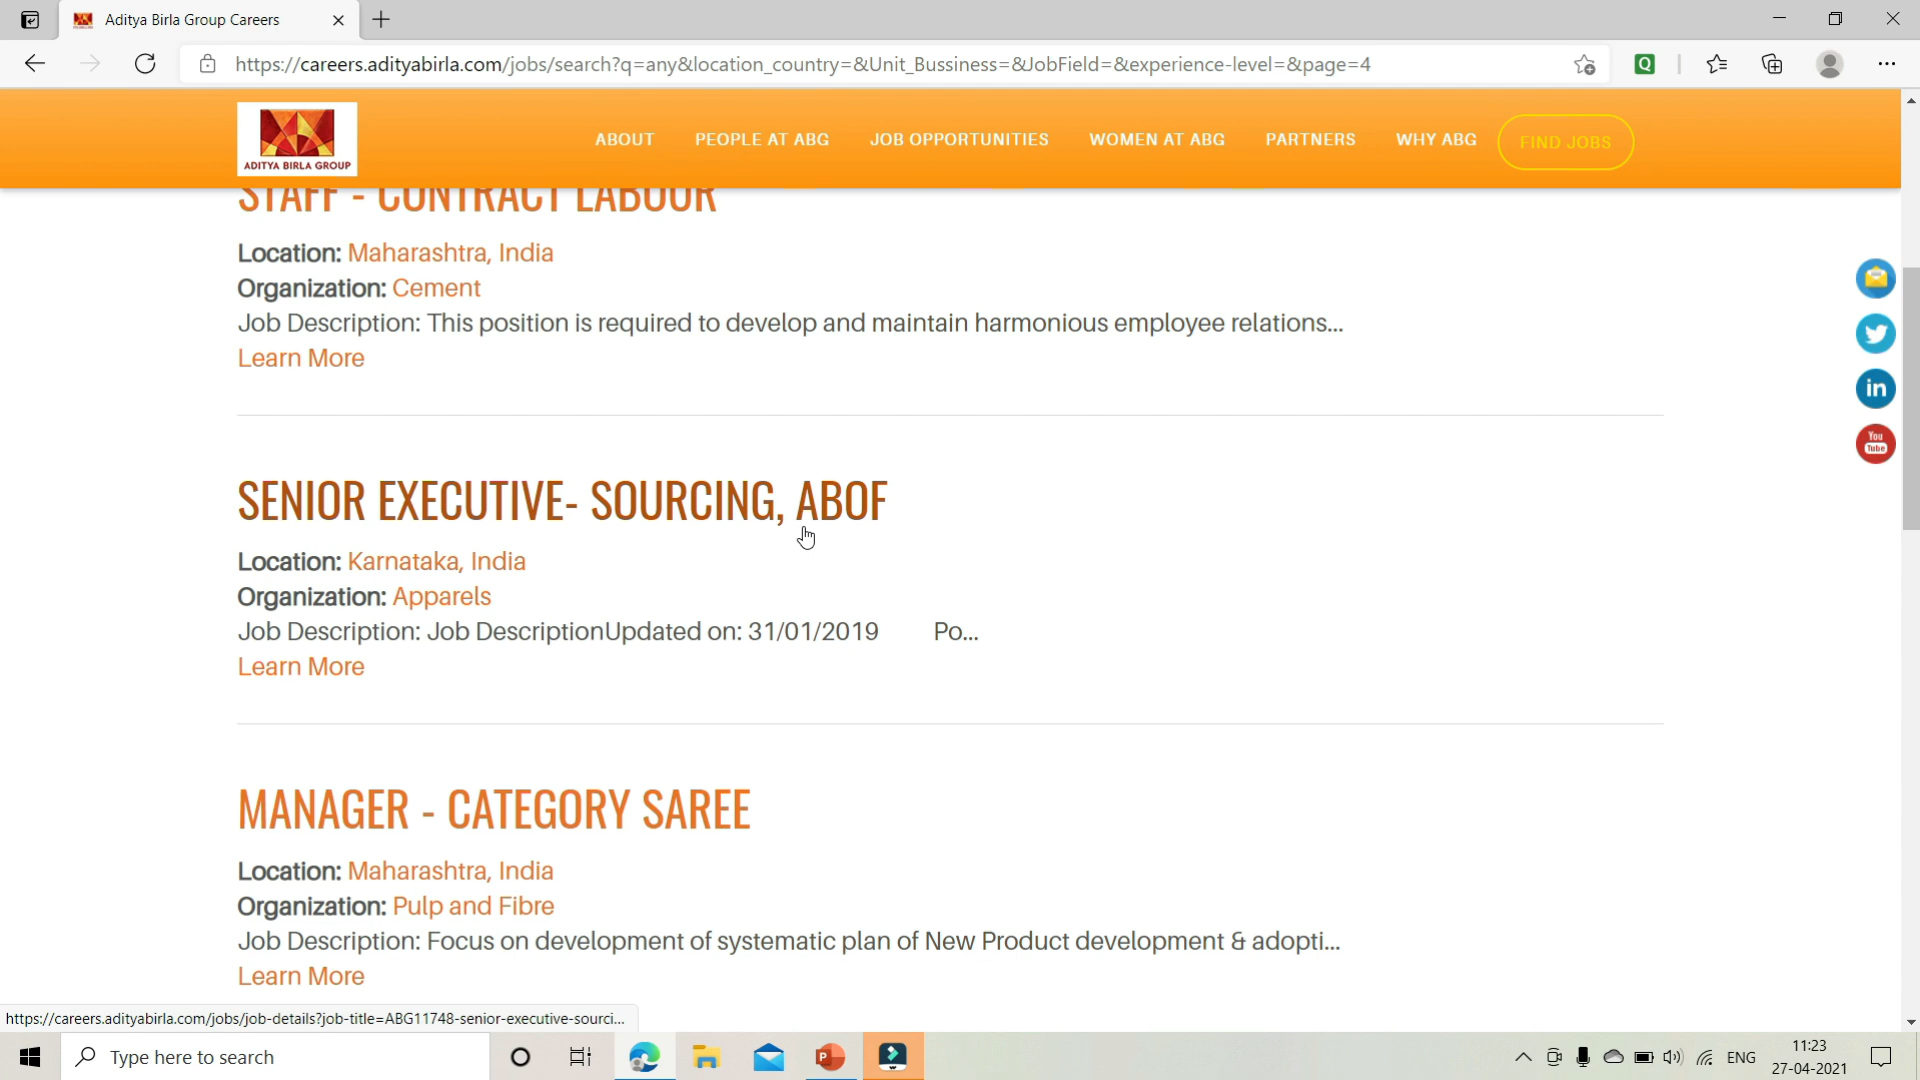 Aditya Birla Group Careers
https://careers.adityabirla.com/jobs/search?q=any&location_country=&Unit_Bussiness=&JobField=&experience-level=&page=4
Q
ADITYA BIRLA GROUP
ABOUT
PEOPLE AT ABG
JOB OPPORTUNITIES
WOMEN AT ABG
PARTNERS
WHY ABG
FIND JOBS
STAFF - CONTRACT LABOUR
Location: Maharashtra, India
Organization: Cement
Job Description: This position is required to develop and maintain harmonious employee relations...
Learn More
in
You
Tube
SENIOR EXECUTIVE- SOURCING, ABOF
Location: Karnataka, India
Organization: Apparels
Job Description: Job DescriptionUpdated on: 31/01/2019 Po...
Learn More
MANAGER - CATEGORY SAREE
Location: Maharashtra, India
Organization: Pulp and Fibre
Job Description: Focus on development of systematic plan of New Product development & adopti...
Learn More
https://careers.adityabirla.com/jobs/job-details?job-title=ABG11748-senior-executive-sourci...
Type here to search
ENG
11:23
27-04-2021